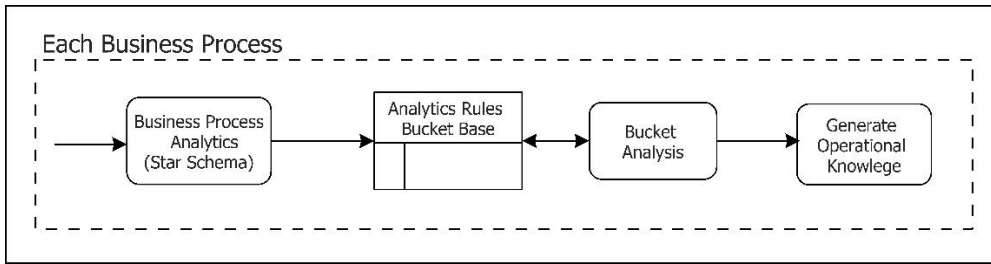 Each Business Process
Business Process
Analytics
(Star Schema)
Analytics Rules
Bucket Base
Bucket
Analysis
Generate
Operational
Knowlege